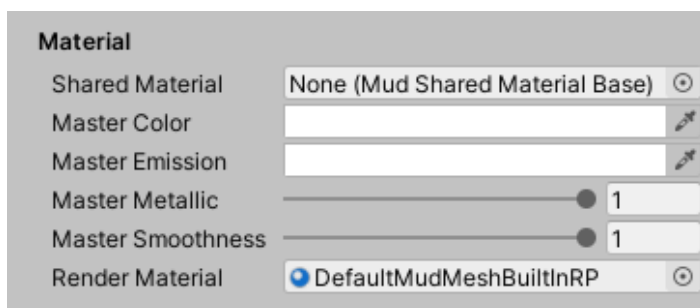 Material
Shared Material None (Mud Shared Material Base)
Master Color
Master Emission
Master Metallic 1
Master Smoothness 1
Render Material DefaultMudMeshBuiltInRP